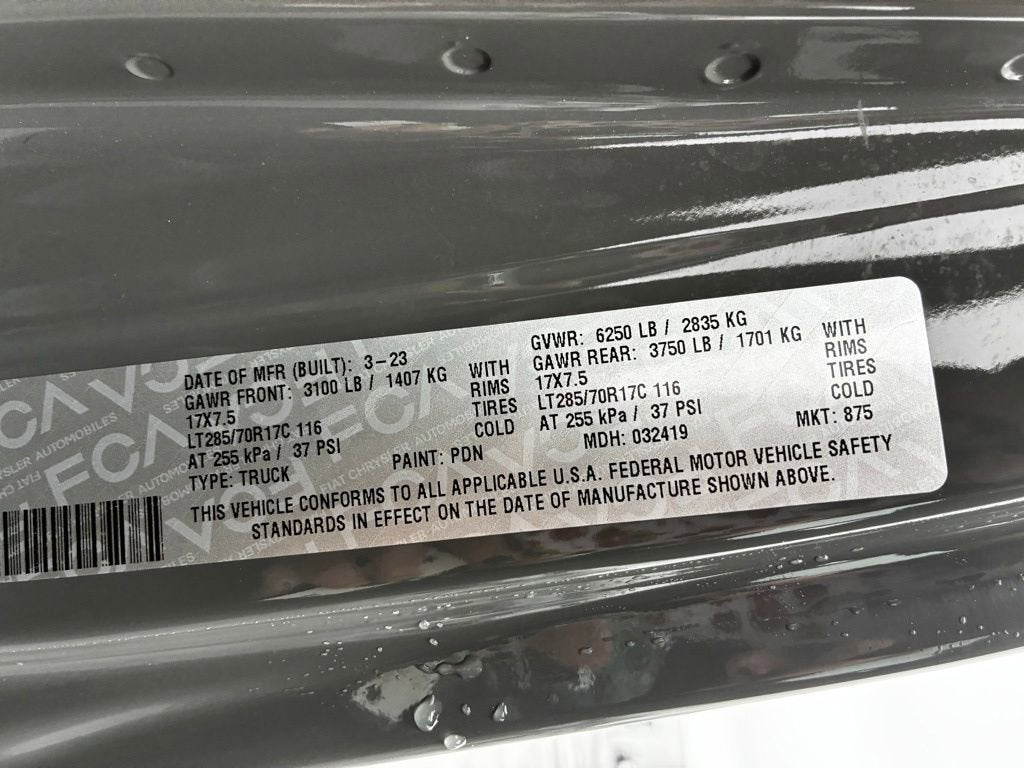 DATE OF MFR (BUILT): 3-23
GAWR FRONT: 3100 LB / 1407 KG WITH
17X7.5 RIMS
LT285/70R17C 116 TIRES
AT 255 kPa / 37 PSI COLD
TYPE: TRUCK PAINT: PDN
GVWR: 6250 LB / 2835 KG
GAWR REAR: 3750 LB / 1701 KG WITH
17X7.5 RIMS
LT285/70R17C 116 TIRES
AT 255 kPa / 37 PSI COLD
MDH: 032419 MKT: 875
THIS VEHICLE CONFORMS TO ALL APPLICABLE U.S.A. FEDERAL MOTOR VEHICLE SAFETY
STANDARDS IN EFFECT ON THE DATE OF MANUFACTURE SHOWN ABOVE.
FCA
FIAT CHRYSLER AUTOMOBILES